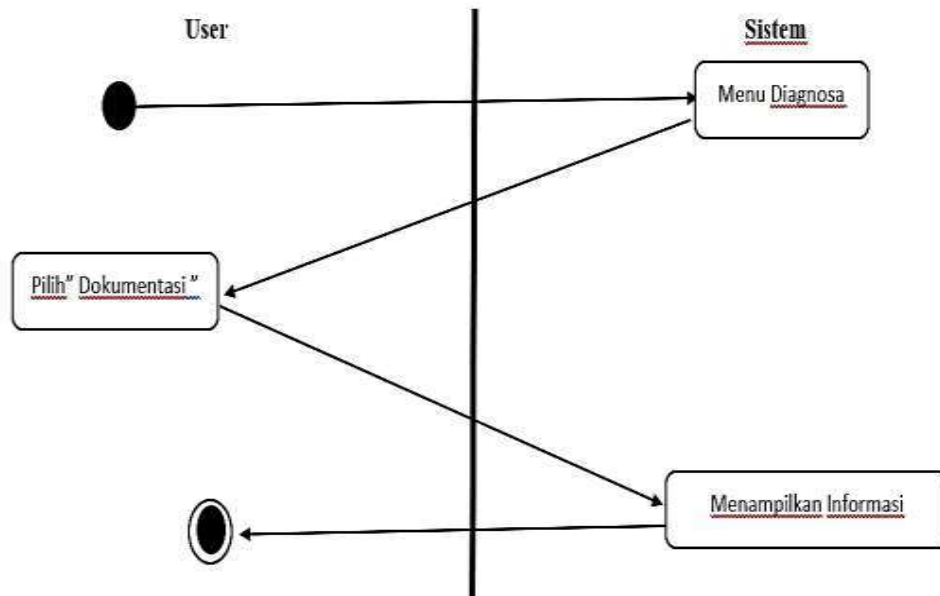 User
Sistem
Menu Diagnosa
Pilih" Dokumentasi "
Menampilkan Informasi